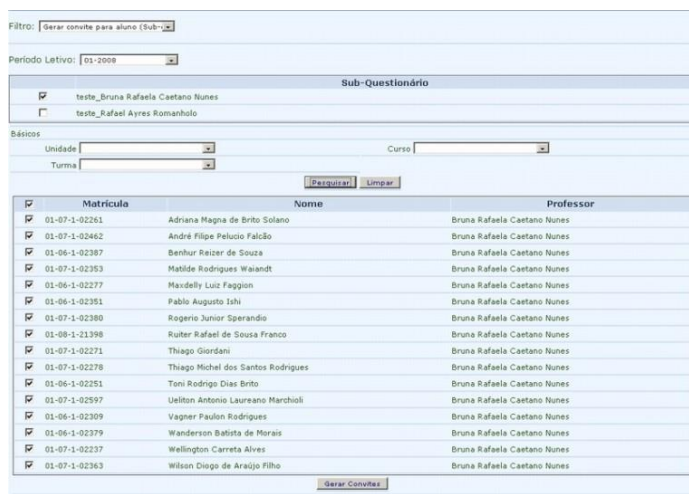 Filtro: Gerar convite para aluno (Sub-
Período Letivo: 01-2008
Sub-Questionário
teste_Bruna Rafaela Caetano Nunes
teste_Rafael Ayres Romanholo
Básicos
Unidade Curso
Turma
Pesquisar Limpar
Matrícula Nome Professor
01-07-1-02261 Adriana Magna de Brito Solano Bruna Rafaela Caetano Nunes
01-07-1-02462 André Filipe Pelucio Falcão Bruna Rafaela Caetano Nunes
01-06-1-02387 Benhur Reizer de Souza Bruna Rafaela Caetano Nunes
01-07-1-02353 Matilde Rodrigues Waiandt Bruna Rafaela Caetano Nunes
01-06-1-02277 Maxdelly Luiz Faggion Bruna Rafaela Caetano Nunes
01-06-1-02351 Pablo Augusto Ishi Bruna Rafaela Caetano Nunes
01-07-1-02380 Rogerio Junior Sperandio Bruna Rafaela Caetano Nunes
01-08-1-21398 Ruiter Rafael de Sousa Franco Bruna Rafaela Caetano Nunes
01-07-1-02271 Thiago Giordani Bruna Rafaela Caetano Nunes
01-07-1-02278 Thiago Michel dos Santos Rodrigues Bruna Rafaela Caetano Nunes
01-06-1-02251 Toni Rodrigo Dias Brito Bruna Rafaela Caetano Nunes
01-07-1-02597 Ueliton Antonio Laureano Marchioli Bruna Rafaela Caetano Nunes
01-06-1-02309 Vagner Paulon Rodrigues Bruna Rafaela Caetano Nunes
01-06-1-02379 Wanderson Batista de Morais Bruna Rafaela Caetano Nunes
01-07-1-02237 Wellington Carreta Alves Bruna Rafaela Caetano Nunes
01-07-1-02363 Wilson Diogo de Araújo Filho Bruna Rafaela Caetano Nunes
Gerar Convites